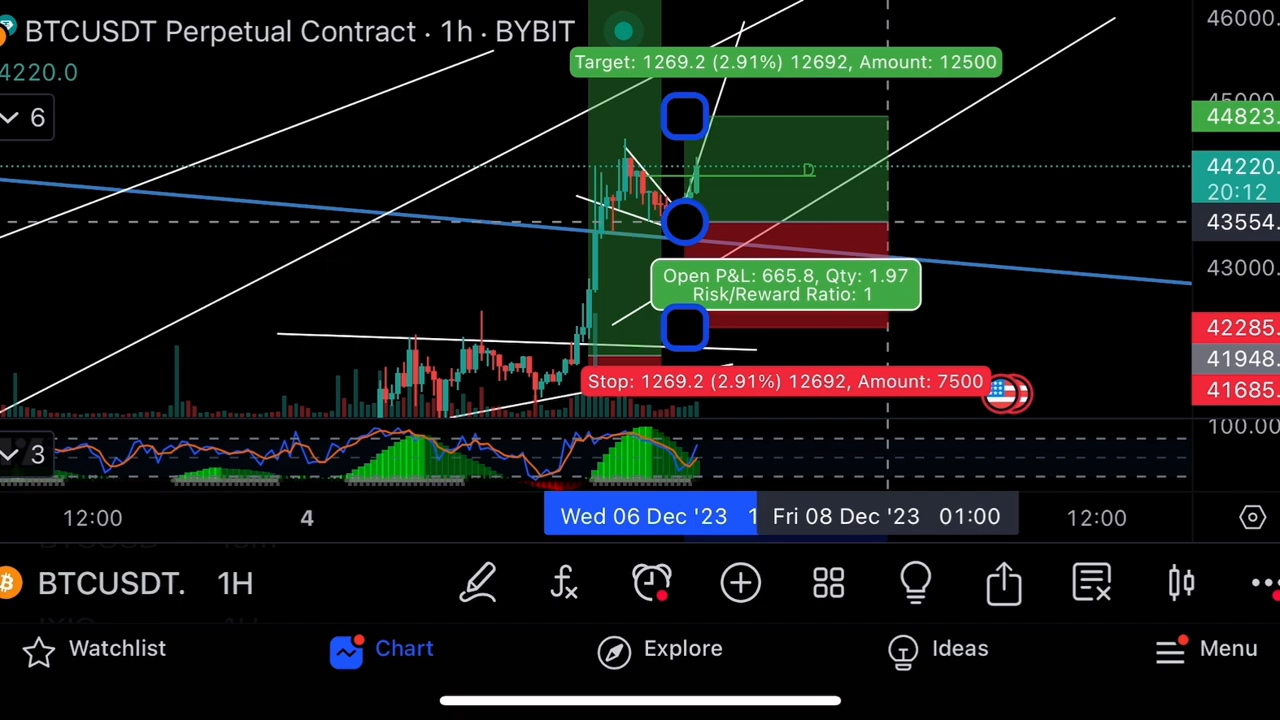 BTCUSDT Perpetual Contract · 1h · BYBIT
4220.0
6
Target: 1269.2 (2.91%) 12692, Amount: 12500
46000.
44823.
44220.
20:12
D
43554.
43000.
Open P&L: 665.8, Qty: 1.97
Risk/Reward Ratio: 1
42285.
41948.
41685.
Stop: 1269.2 (2.91%) 12692, Amount: 7500
100.00
3
12:00
4
Wed 06 Dec '23 1
Fri 08 Dec '23 01:00
12:00
BTCUSDT. 1H
Watchlist
Chart
Explore
Ideas
Menu